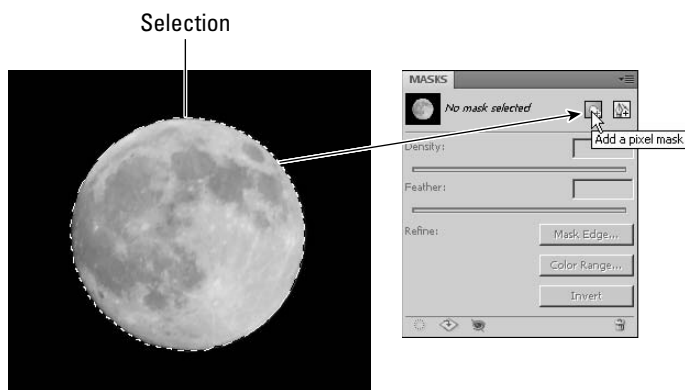 Selection
MASKS
No mask selected
Add a pixel mask
Density:
Feather:
Refine:
Mask Edge...
Color Range...
Invert